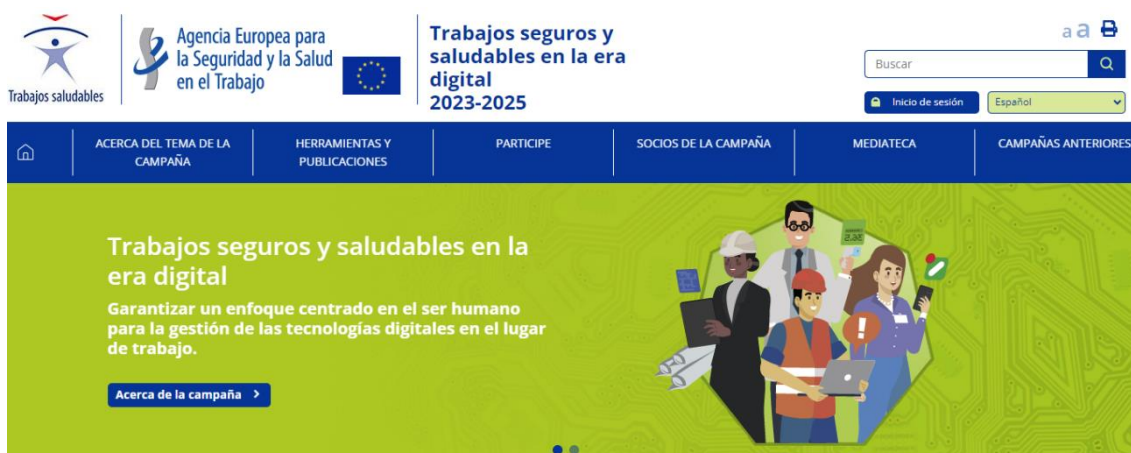 Trabajos saludables
Agencia Europea para
la Seguridad y la Salud
en el Trabajo
Trabajos seguros y
saludables en la era
digital
2023-2025
a a
Buscar
Inicio de sesión
Español
ACERCA DEL TEMA DE LA
CAMPAÑA
HERRAMIENTAS Y
PUBLICACIONES
PARTICIPE
SOCIOS DE LA CAMPAÑA
MEDIATECA
CAMPAÑAS ANTERIORES
Trabajos seguros y saludables en la
era digital
Garantizar un enfoque centrado en el ser humano
para la gestión de las tecnologías digitales en el lugar
de trabajo.
Acerca de la campaña